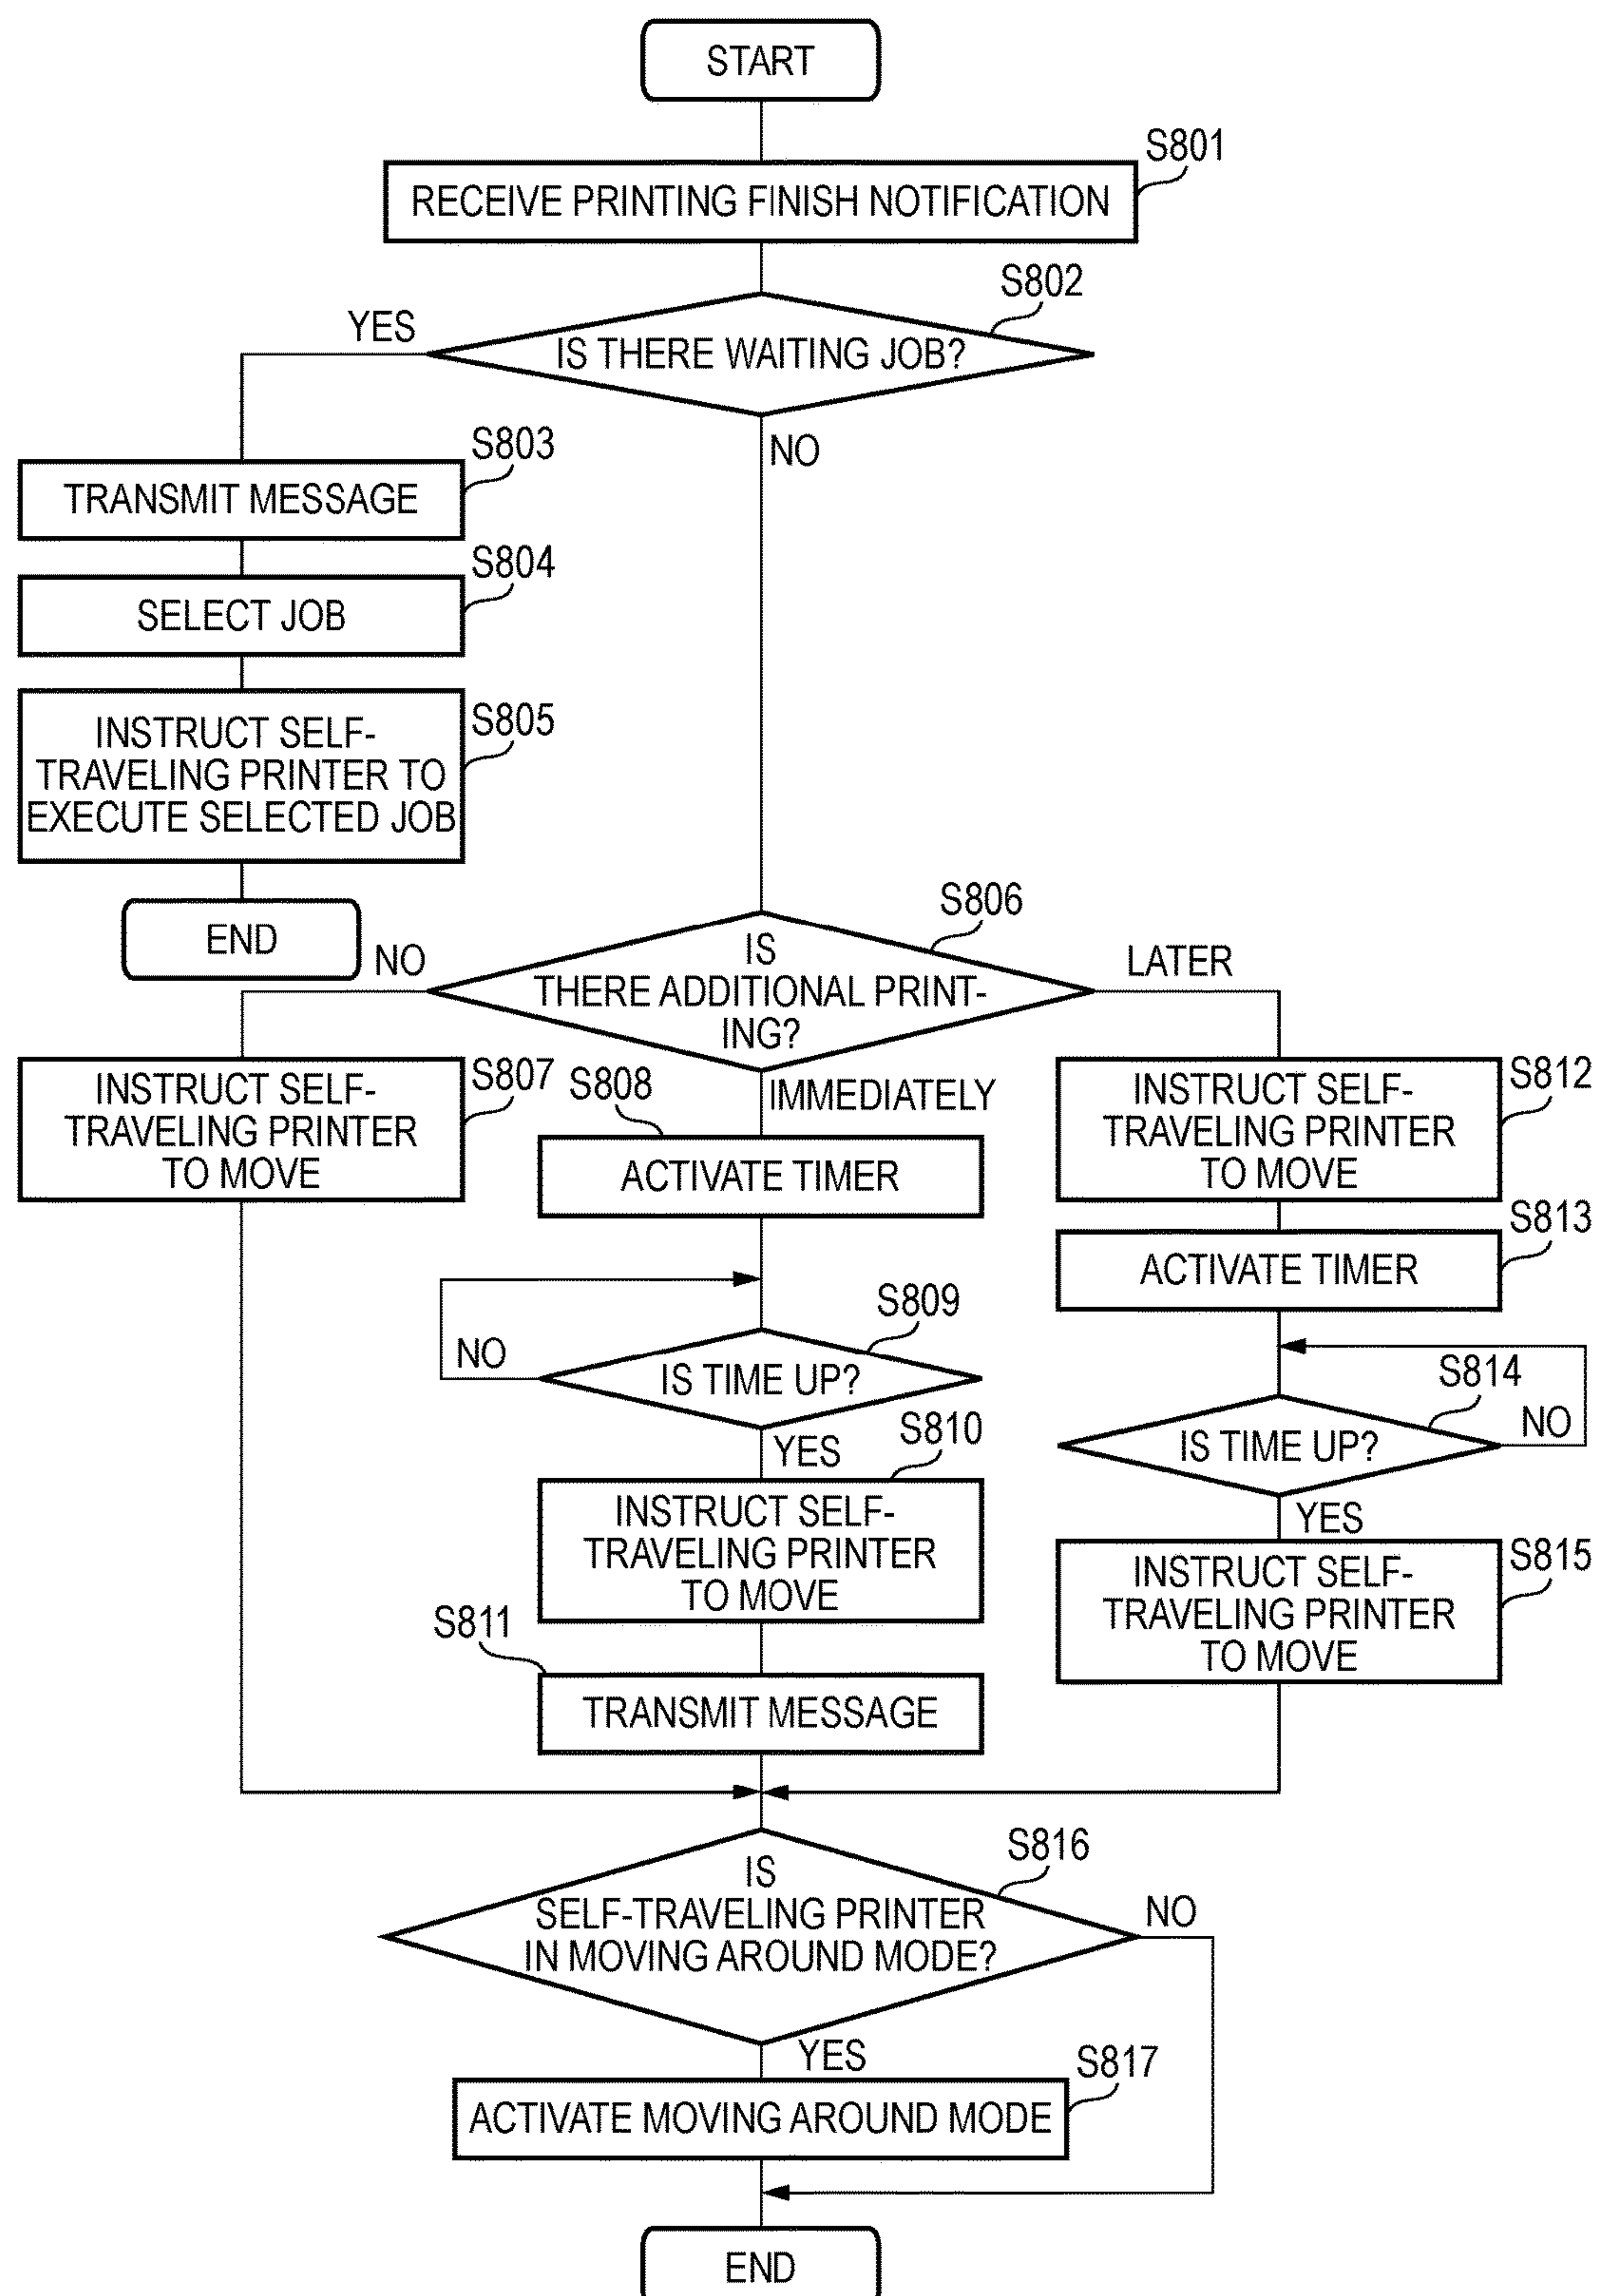 START
S801
RECEIVE PRINTING FINISH NOTIFICATION
S802
YES
IS THERE WAITING JOB?
NO
S803
TRANSMIT MESSAGE
S804
SELECT JOB
S805
INSTRUCT SELF-
TRAVELING PRINTER TO
EXECUTE SELECTED JOB
END
S806
NO
IS
THERE ADDITIONAL PRINT-
ING?
LATER
IMMEDIATELY
S807
INSTRUCT SELF-
TRAVELING PRINTER
TO MOVE
S808
ACTIVATE TIMER
S809
NO
IS TIME UP?
YES
S810
INSTRUCT SELF-
TRAVELING PRINTER
TO MOVE
S811
TRANSMIT MESSAGE
S812
INSTRUCT SELF-
TRAVELING PRINTER
TO MOVE
S813
ACTIVATE TIMER
S814
IS TIME UP?
NO
YES
S815
INSTRUCT SELF-
TRAVELING PRINTER
TO MOVE
S816
IS
SELF-TRAVELING PRINTER
IN MOVING AROUND MODE?
NO
YES
S817
ACTIVATE MOVING AROUND MODE
END